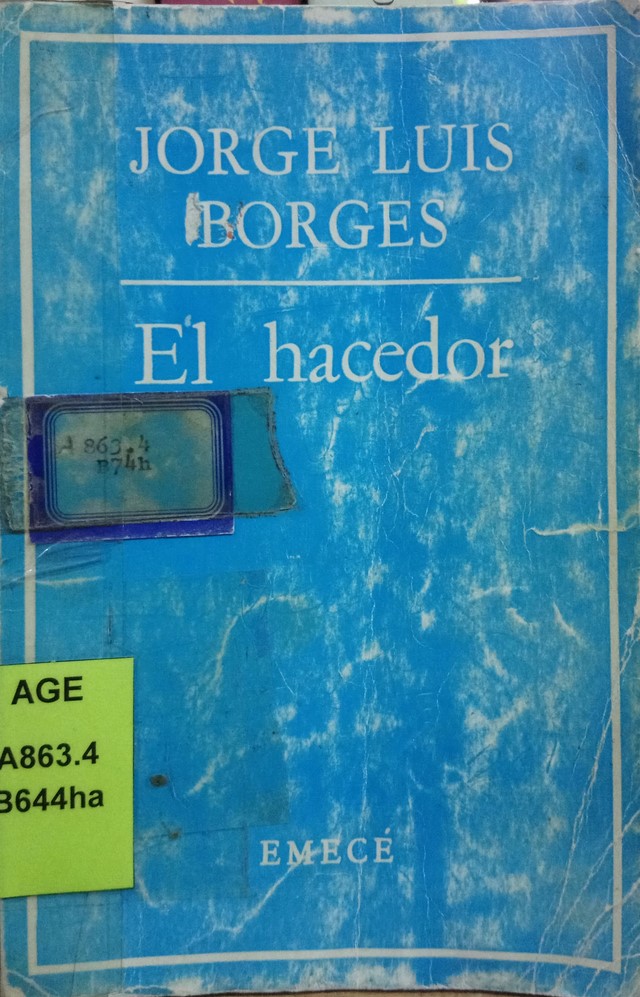 JORGE LUIS
BORGES
El hacedor
A 863.4
B74h
AGE
A863.4
B644ha
EMECÉ